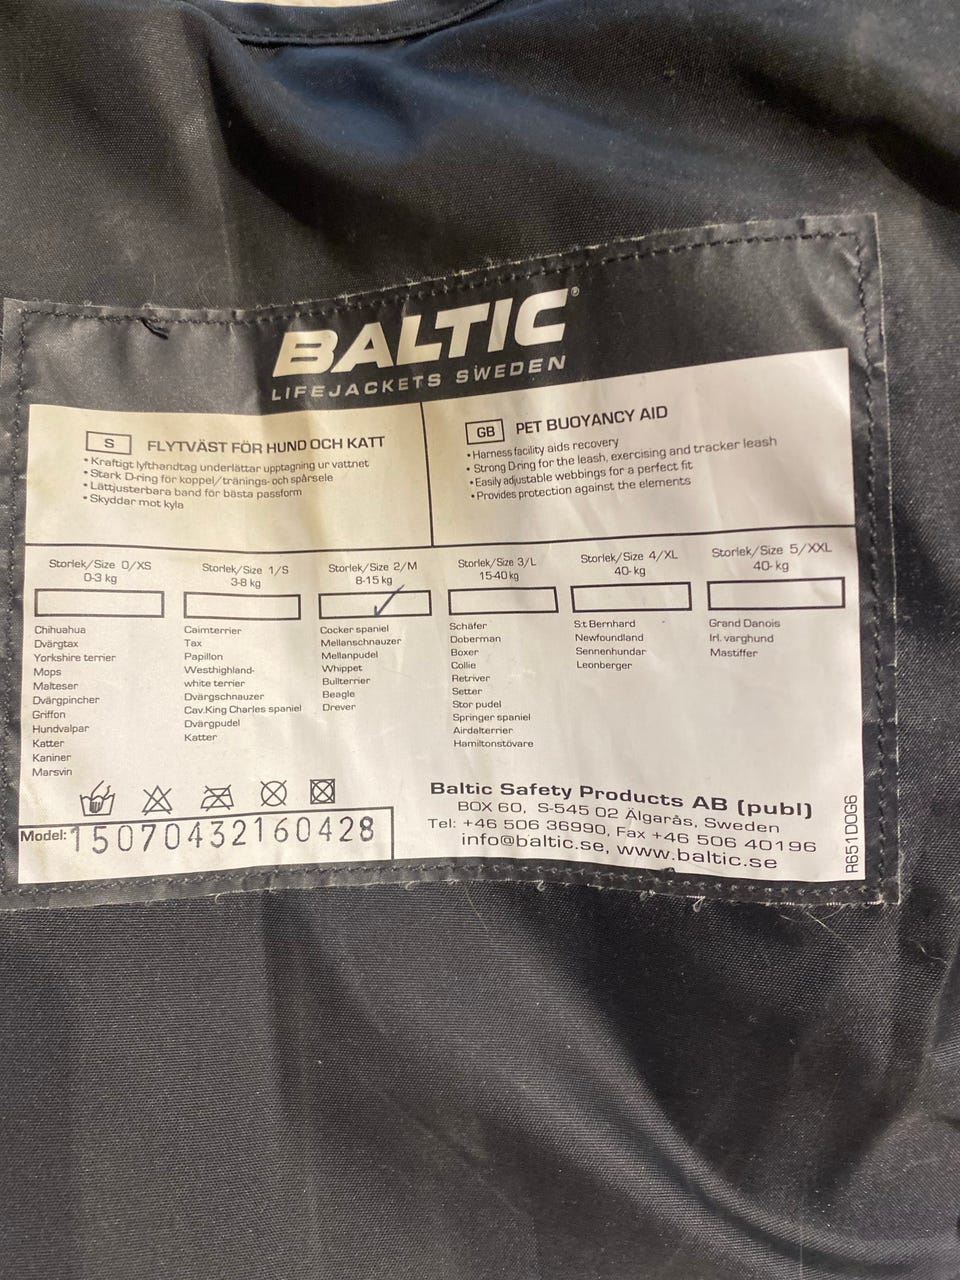 BALTIC®
LIFEJACKETS SWEDEN
S FLYTVÄST FÖR HUND OCH KATT
• Kraftigt lyfthandtag underlättar upptagning ur vattnet
• Stark D-ring för koppel/tränings- och spårsele
• Lättjusterbara band för bästa passform
• Skyddar mot kyla
GB PET BUOYANCY AID
• Harness facility aids recovery
• Strong D-ring for the leash, exercising and tracker leash
• Easily adjustable webbings for a perfect fit
• Provides protection against the elements
Storlek/Size 0/XS
0-3 kg
Chihuahua
Dvärgtax
Yorkshire terrier
Mops
Malteser
Dvärgpincher
Griffon
Hundvalpar
Katter
Kaniner
Marsvin
Storlek/Size 1/S
3-8 kg
Cairnterrier
Tax
Papillon
Westhighland-
white terrier
Dvärgschnauzer
Cav.King Charles spaniel
Dvärgpudel
Katter
Storlek/Size 2/M
8-15 kg
Cocker spaniel
Mellanschnauzer
Mellanpudel
Whippet
Bullterrier
Beagle
Drever
Storlek/Size 3/L
15-40 kg
Schäfer
Doberman
Boxer
Collie
Retriver
Setter
Stor pudel
Springer spaniel
Airdalterrier
Hamiltonstövare
Storlek/Size 4/XL
40- kg
S:t Bernhard
Newfoundland
Sennenhundar
Leonberger
Storlek/Size 5/XXL
40- kg
Grand Danois
Irl. varghund
Mastiffer
Model: 15070432160428
Baltic Safety Products AB (publ)
BOX 60, S-545 02 Älgarås, Sweden
Tel: +46 506 36990, Fax +46 506 40196
info@baltic.se, www.baltic.se
R651DOG6